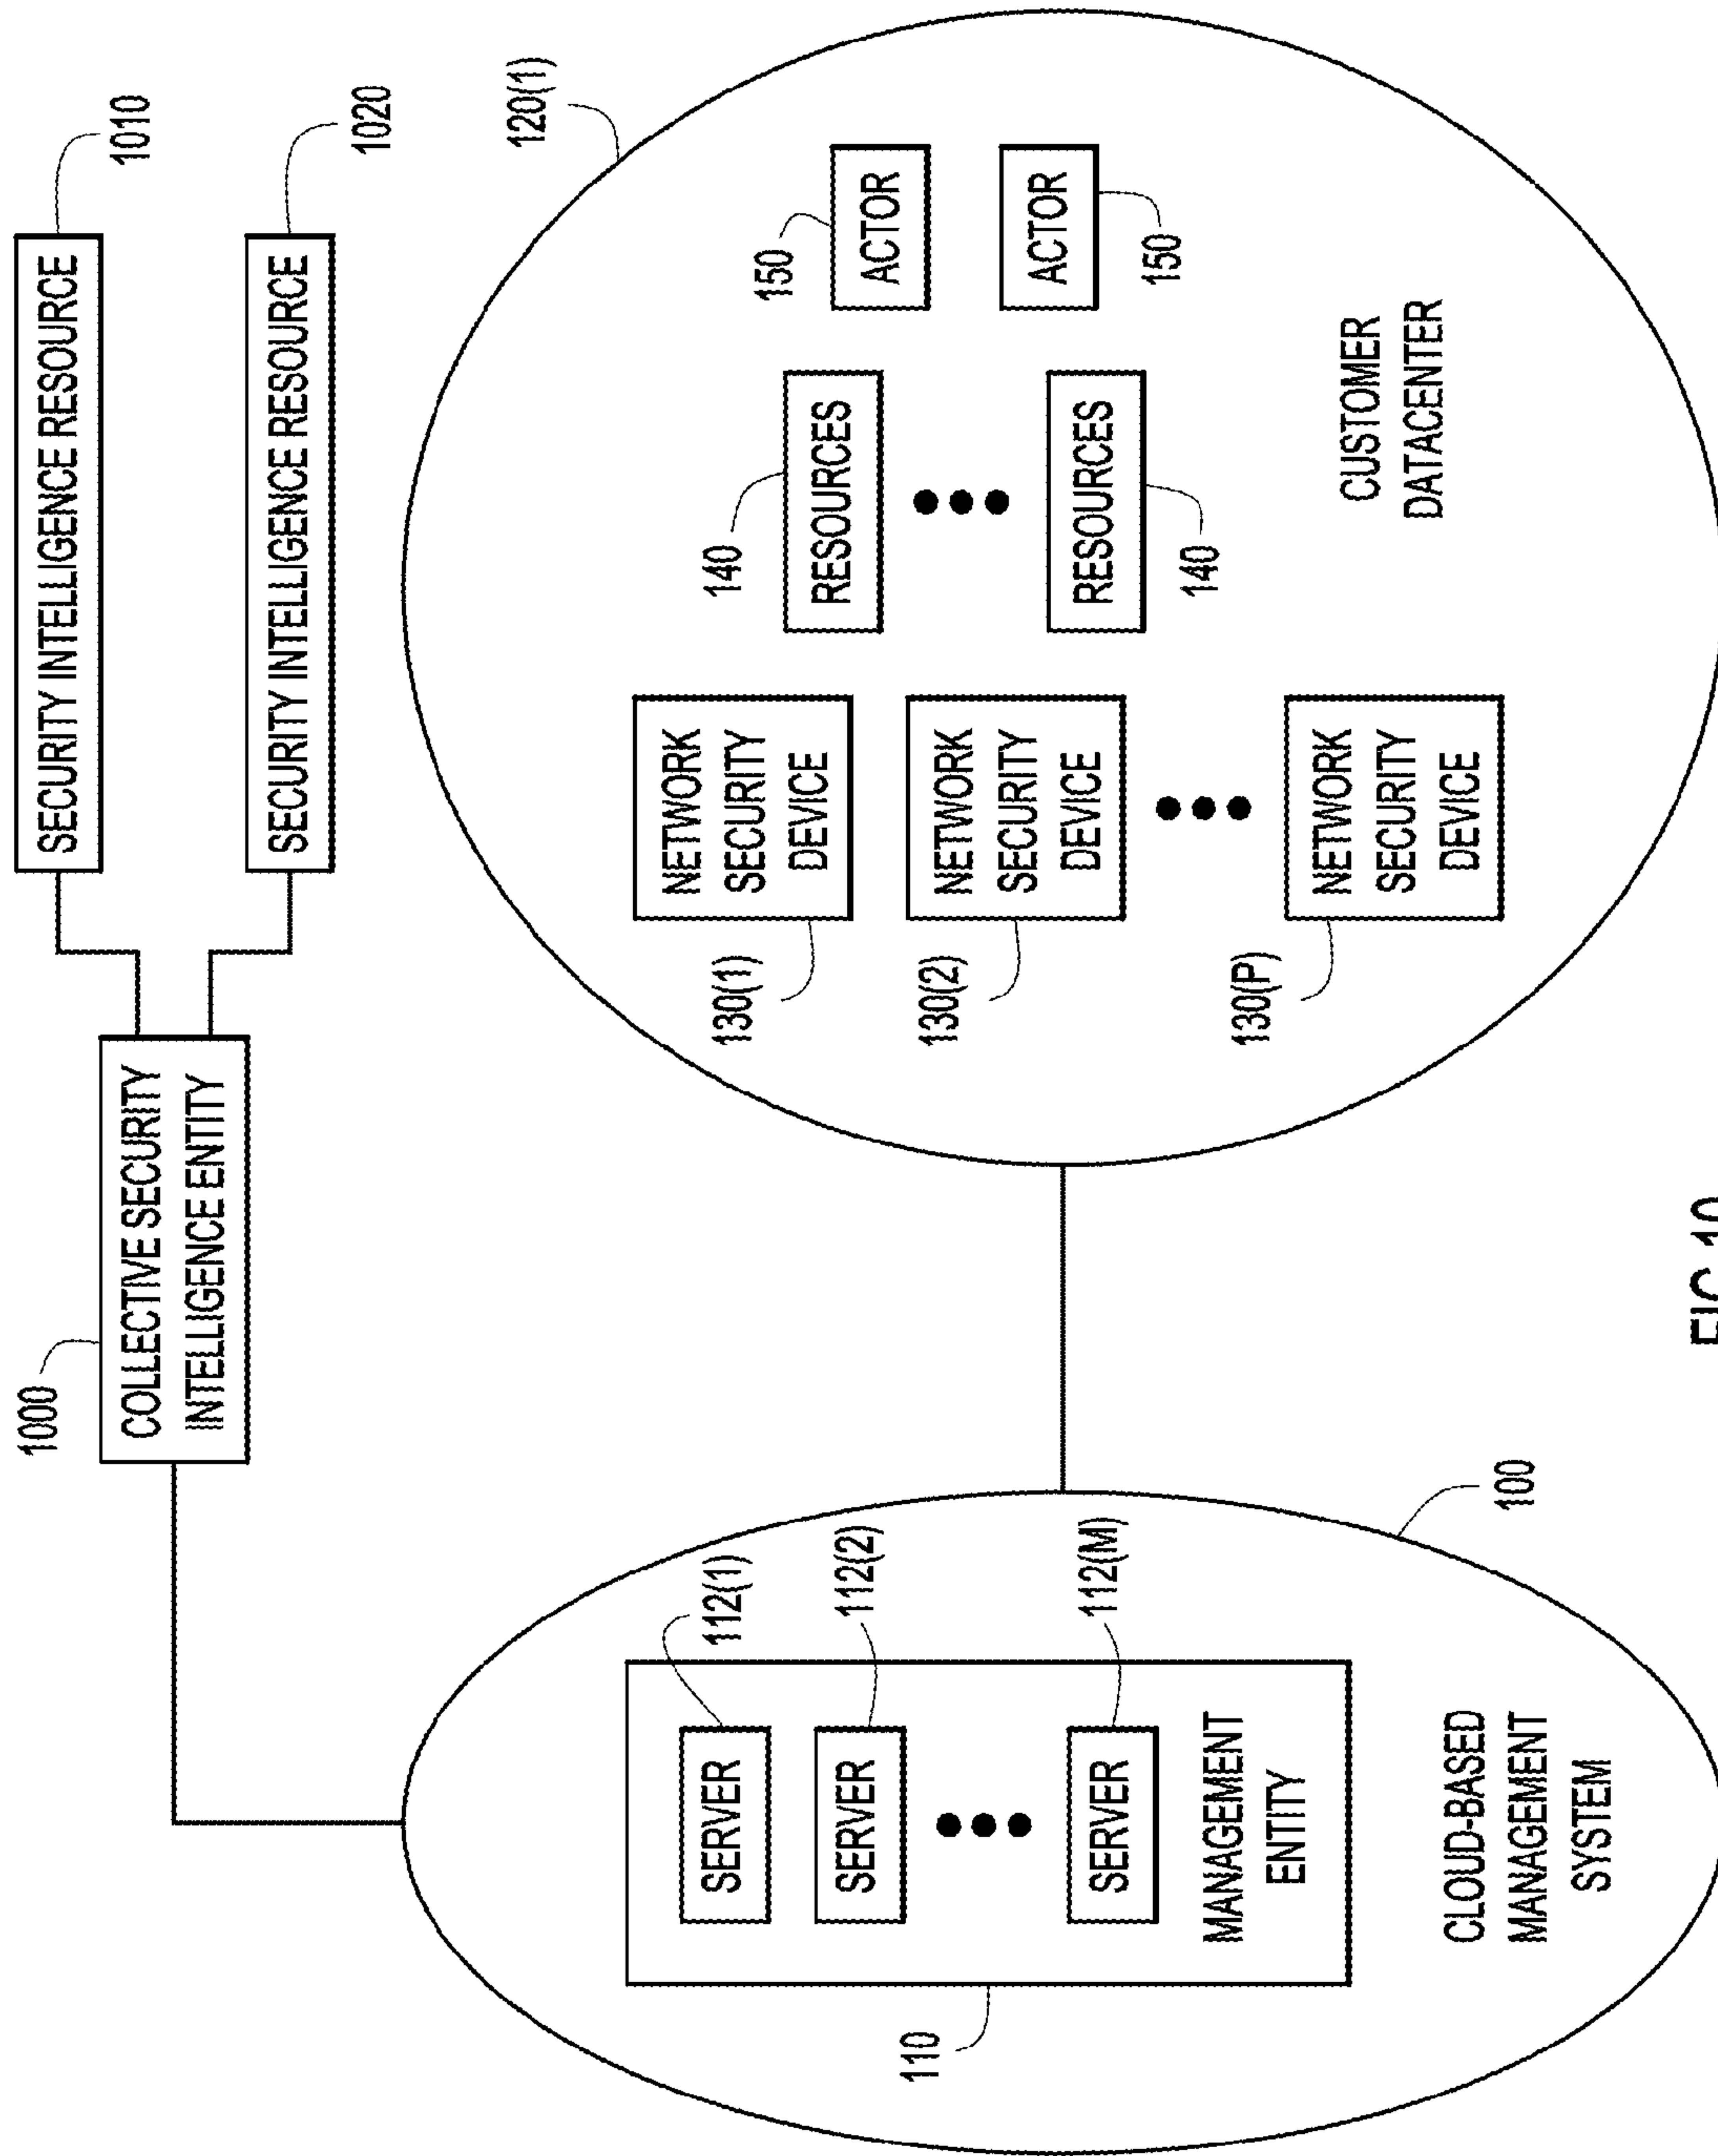 1010
SECURITY INTELLIGENCE RESOURCE
1020
SECURITY INTELLIGENCE RESOURCE
1000
COLLECTIVE SECURITY
INTELLIGENCE ENTITY
120(1)
130(1)
NETWORK
SECURITY
DEVICE
130(2)
NETWORK
SECURITY
DEVICE
130(P)
NETWORK
SECURITY
DEVICE
140
RESOURCES
RESOURCES
140
150
ACTOR
ACTOR
150
CUSTOMER
DATACENTER
110
SERVER
112(1)
SERVER
112(2)
SERVER
112(M)
MANAGEMENT
ENTITY
CLOUD-BASED
MANAGEMENT
SYSTEM
100